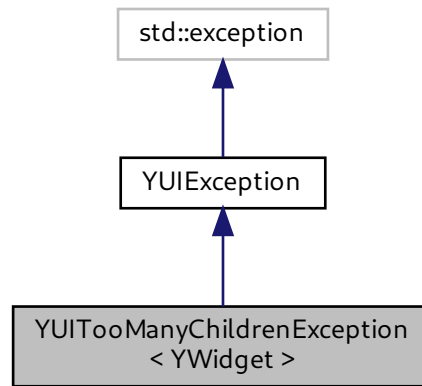 std::exception
YUIException
YUITooManyChildrenException
< YWidget >